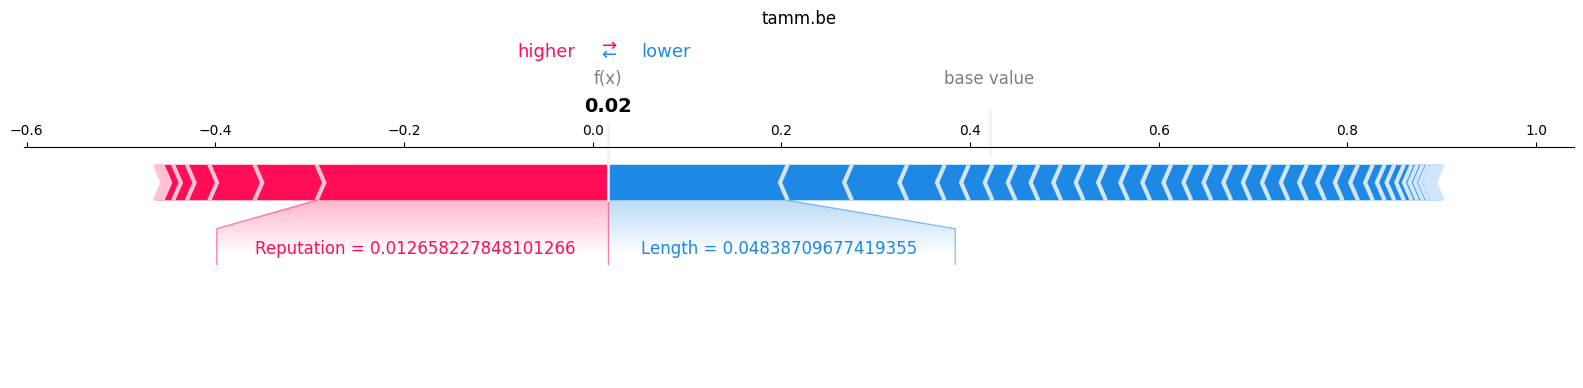 tamm.be
higher → lower
←
f(x) base value
0.02
−0.6 −0.4 −0.2 0.0 0.2 0.4 0.6 0.8 1.0
Reputation = 0.012658227848101266 Length = 0.04838709677419355